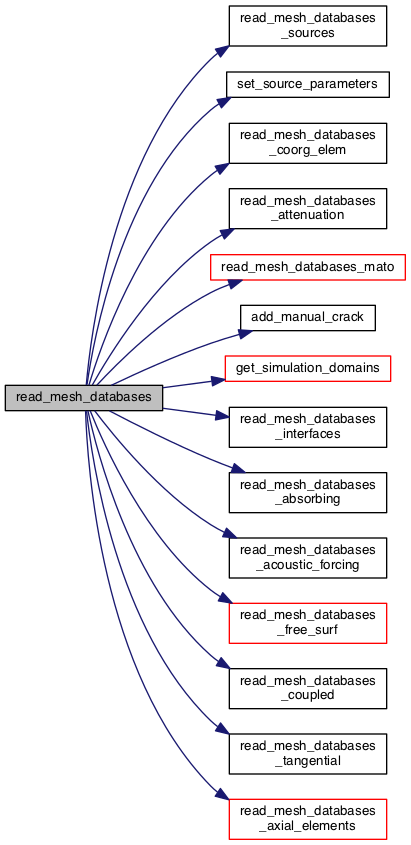 read_mesh_databases
_sources
set_source_parameters
read_mesh_databases
_coorg_elem
read_mesh_databases
_attenuation
read_mesh_databases_mato
add_manual_crack
get_simulation_domains
read_mesh_databases
read_mesh_databases
_interfaces
read_mesh_databases
_absorbing
read_mesh_databases
_acoustic_forcing
read_mesh_databases
_free_surf
read_mesh_databases
_coupled
read_mesh_databases
_tangential
read_mesh_databases
_axial_elements